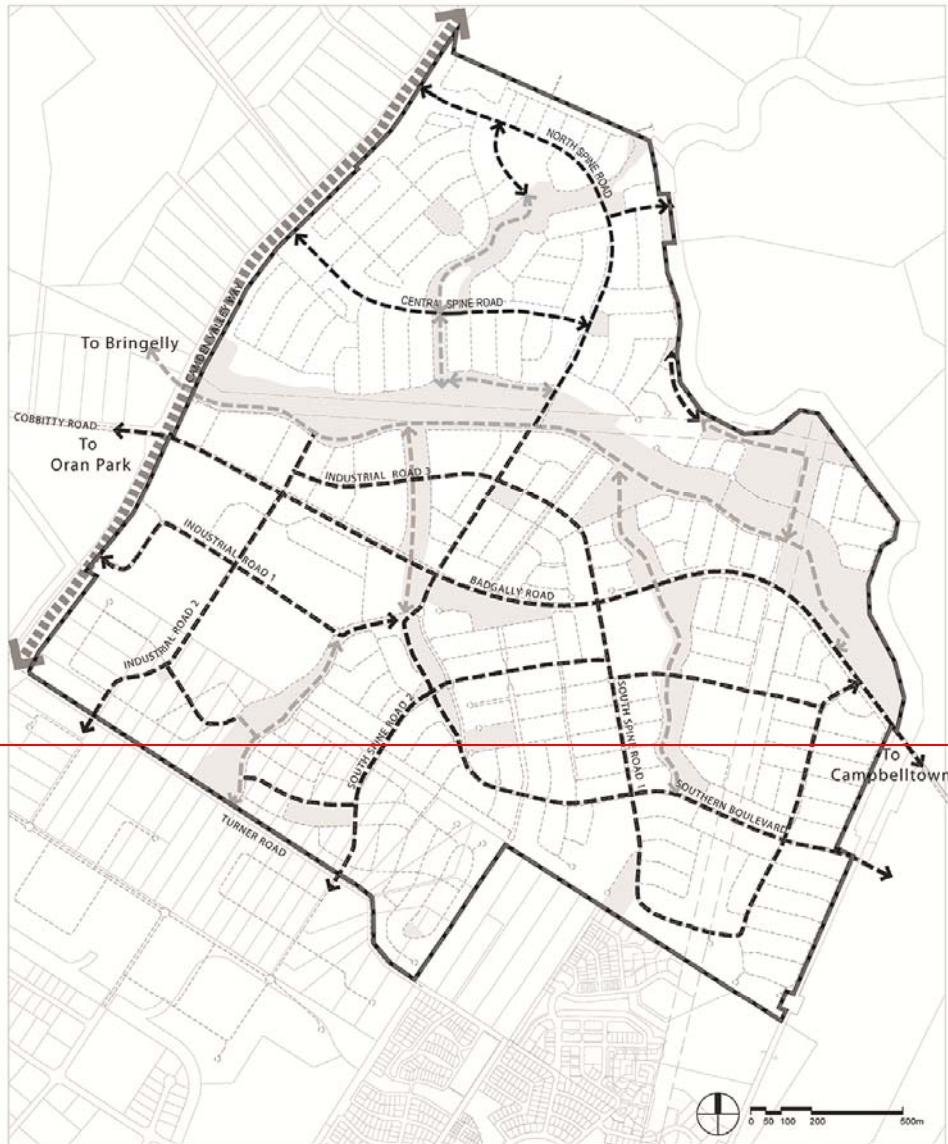 NORTH SPINE ROAD
CENTRAL SPINE ROAD
CAMDEN VALLEY WAY
To Bringelly
COBBITTY ROAD
To
Oran Park
INDUSTRIAL ROAD 3
INDUSTRIAL ROAD 1
BADGALLY ROAD
INDUSTRIAL ROAD 2
SOUTH SPINE ROAD 2
SOUTH SPINE ROAD 1
To
Campbelltown
SOUTHERN BOULEVARD
TURNER ROAD
0 50 100 200 500m